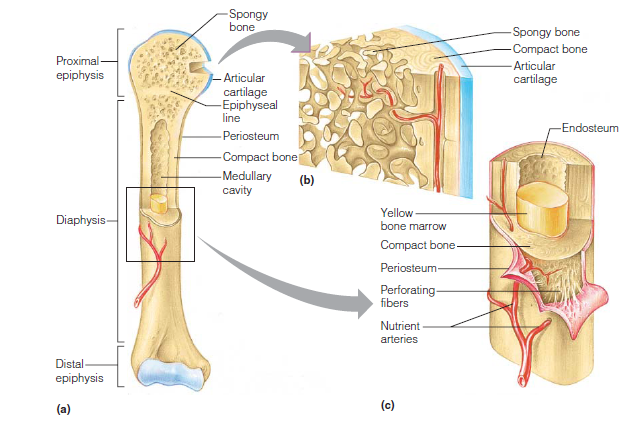 Spongy
bone
Proximal
epiphysis
Articular
cartilage
Epiphyseal
line
Periosteum
Compact bone
Medullary
cavity
Diaphysis
Distal
epiphysis
(a)
Spongy bone
Compact bone
Articular
cartilage
(b)
Endosteum
Yellow
bone marrow
Compact bone
Periosteum
Perforating
fibers
Nutrient
arteries
(c)